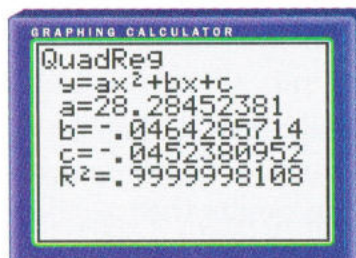 GRAPHING CALCULATOR
QuadReg
y=ax²+bx+c
a=28.28452381
b=-.0464285714
c=-.0452380952
R²=.9999998108